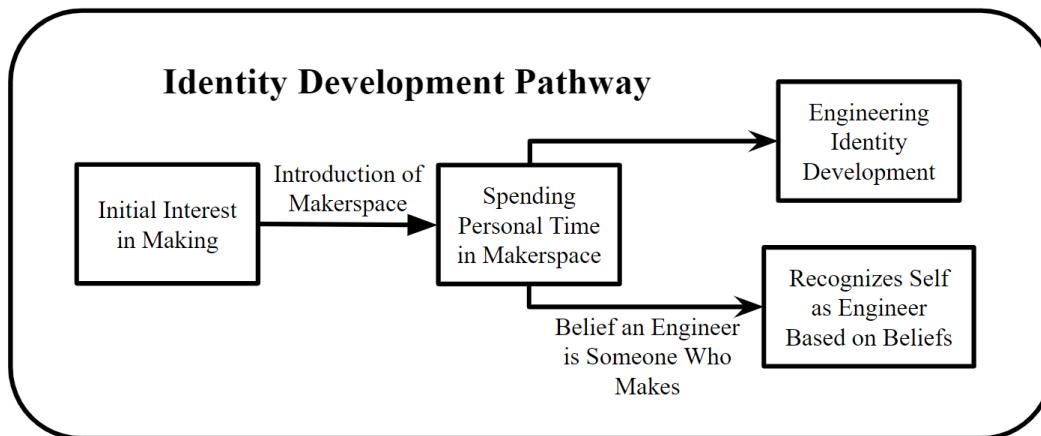 Identity Development Pathway
Initial Interest
in Making
Introduction of
Makerspace
Spending
Personal Time
in Makerspace
Engineering
Identity
Development
Belief an Engineer
is Someone Who
Makes
Recognizes Self
as Engineer
Based on Beliefs